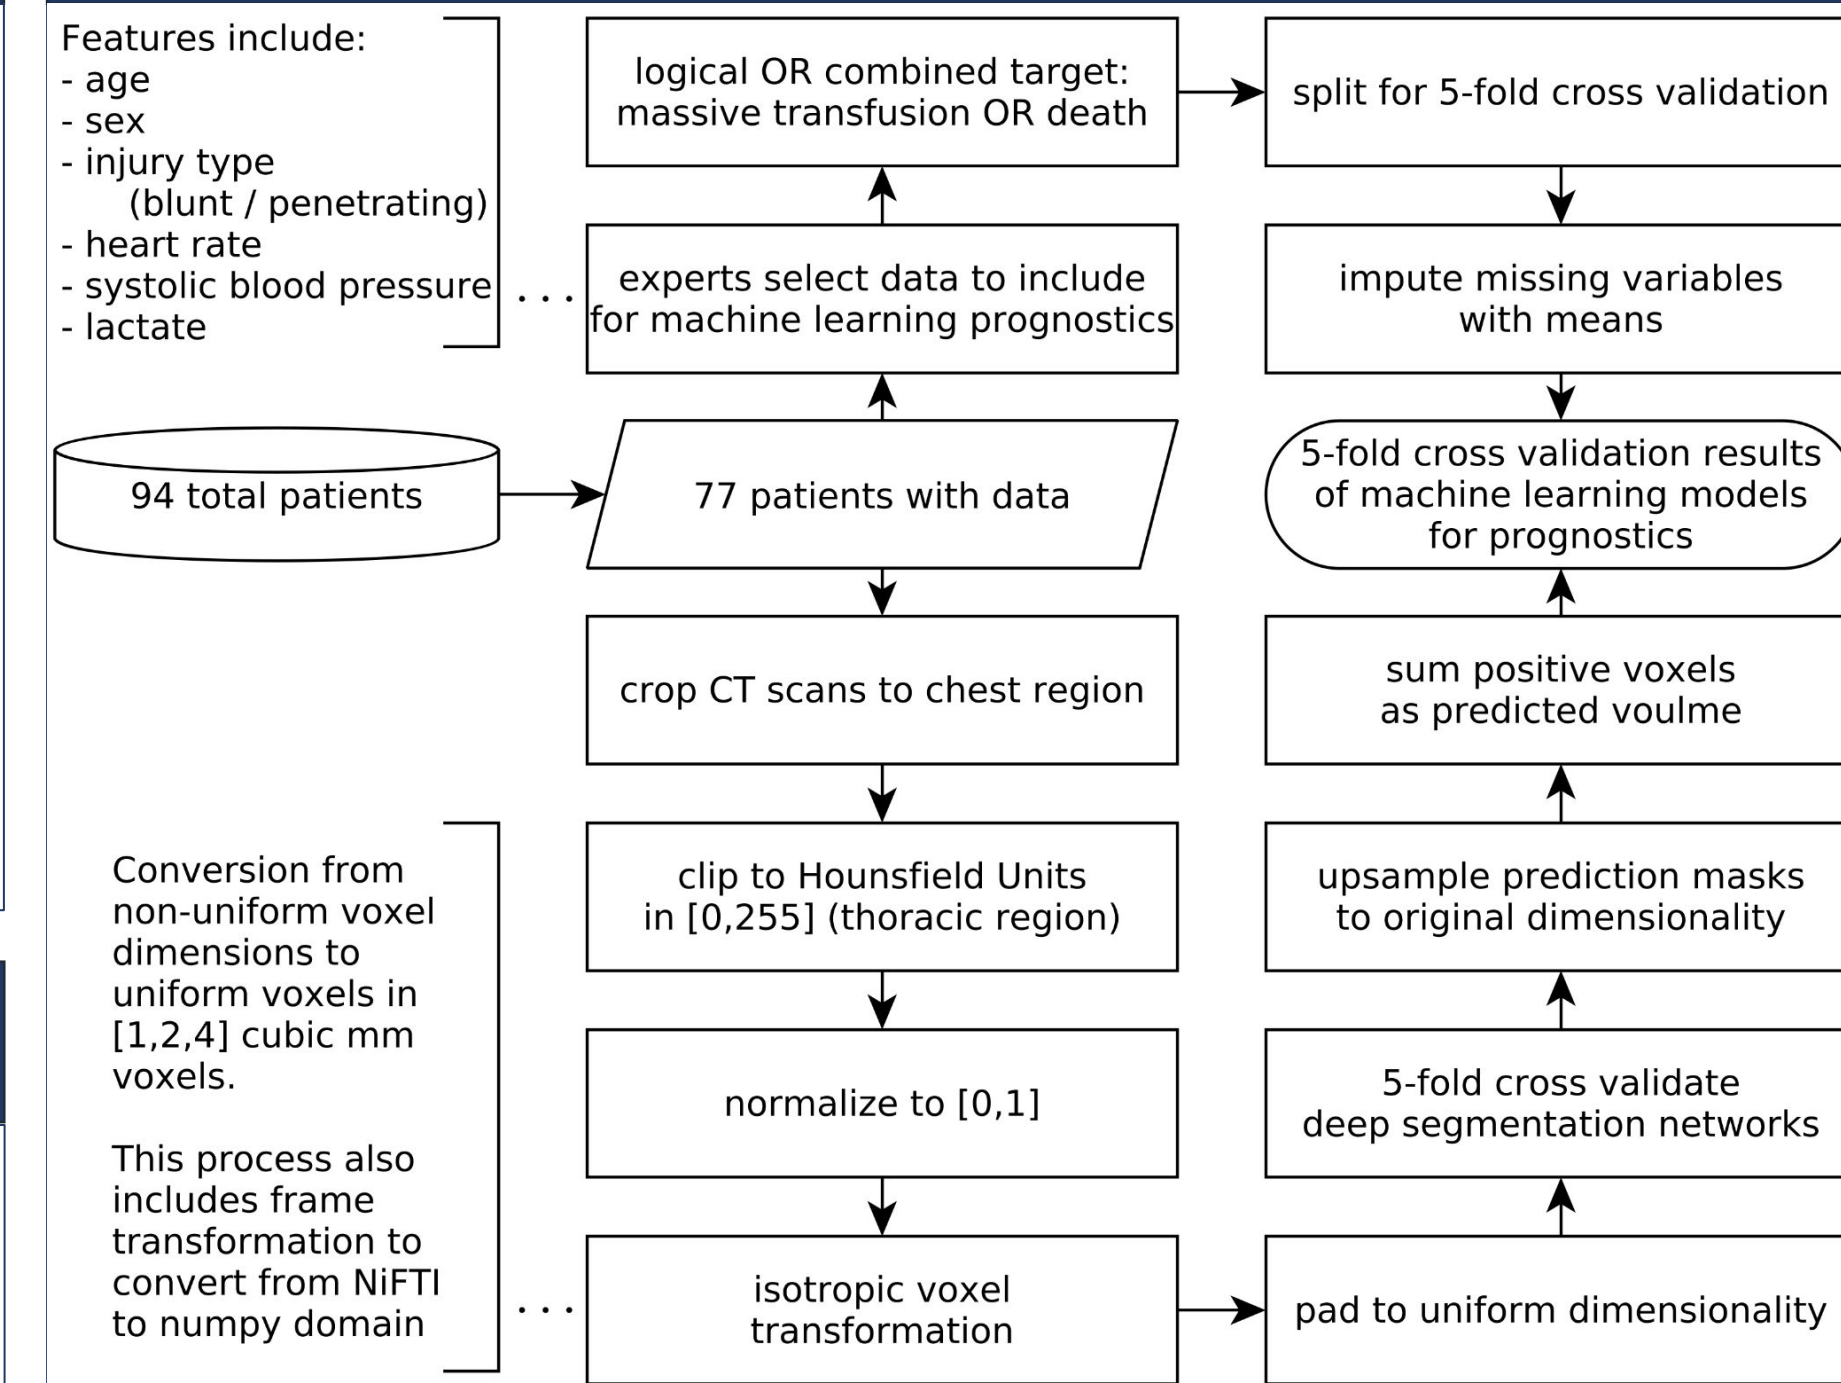 Features include:
- age
- sex
- injury type
(blunt / penetrating)
- heart rate
- systolic blood pressure
- lactate
...
logical OR combined target:
massive transfusion OR death
split for 5-fold cross validation
experts select data to include
for machine learning prognostics
impute missing variables
with means
94 total patients
77 patients with data
5-fold cross validation results
of machine learning models
for prognostics
crop CT scans to chest region
sum positive voxels
as predicted voulme
Conversion from
non-uniform voxel
dimensions to
uniform voxels in
[1,2,4] cubic mm
voxels.
This process also
includes frame
transformation to
convert from NiFTI
to numpy domain
...
clip to Hounsfield Units
in [0,255] (thoracic region)
upsample prediction masks
to original dimensionality
normalize to [0,1]
5-fold cross validate
deep segmentation networks
isotropic voxel
transformation
pad to uniform dimensionality